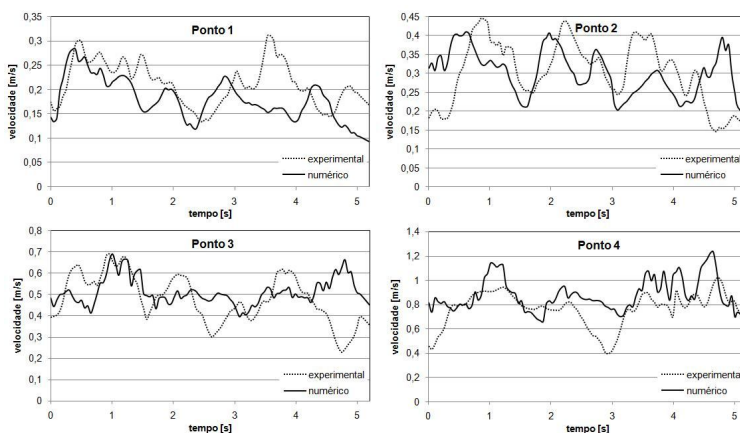 Ponto 1
velocidade [m/s]
0,35
0,3
0,25
0,2
0,15
0,1
0,05
0
experimental
numérico
0 1 2 3 4 5
tempo [s]
Ponto 2
velocidade [m/s]
0,45
0,4
0,35
0,3
0,25
0,2
0,15
0,1
0,05
0
experimental
numérico
0 1 2 3 4 5
tempo [s]
Ponto 3
velocidade [m/s]
0,8
0,7
0,6
0,5
0,4
0,3
0,2
0,1
0
experimental
numérico
0 1 2 3 4 5
tempo [s]
Ponto 4
velocidade [m/s]
1,4
1,2
1
0,8
0,6
0,4
0,2
0
experimental
numérico
0 1 2 3 4 5
tempo [s]